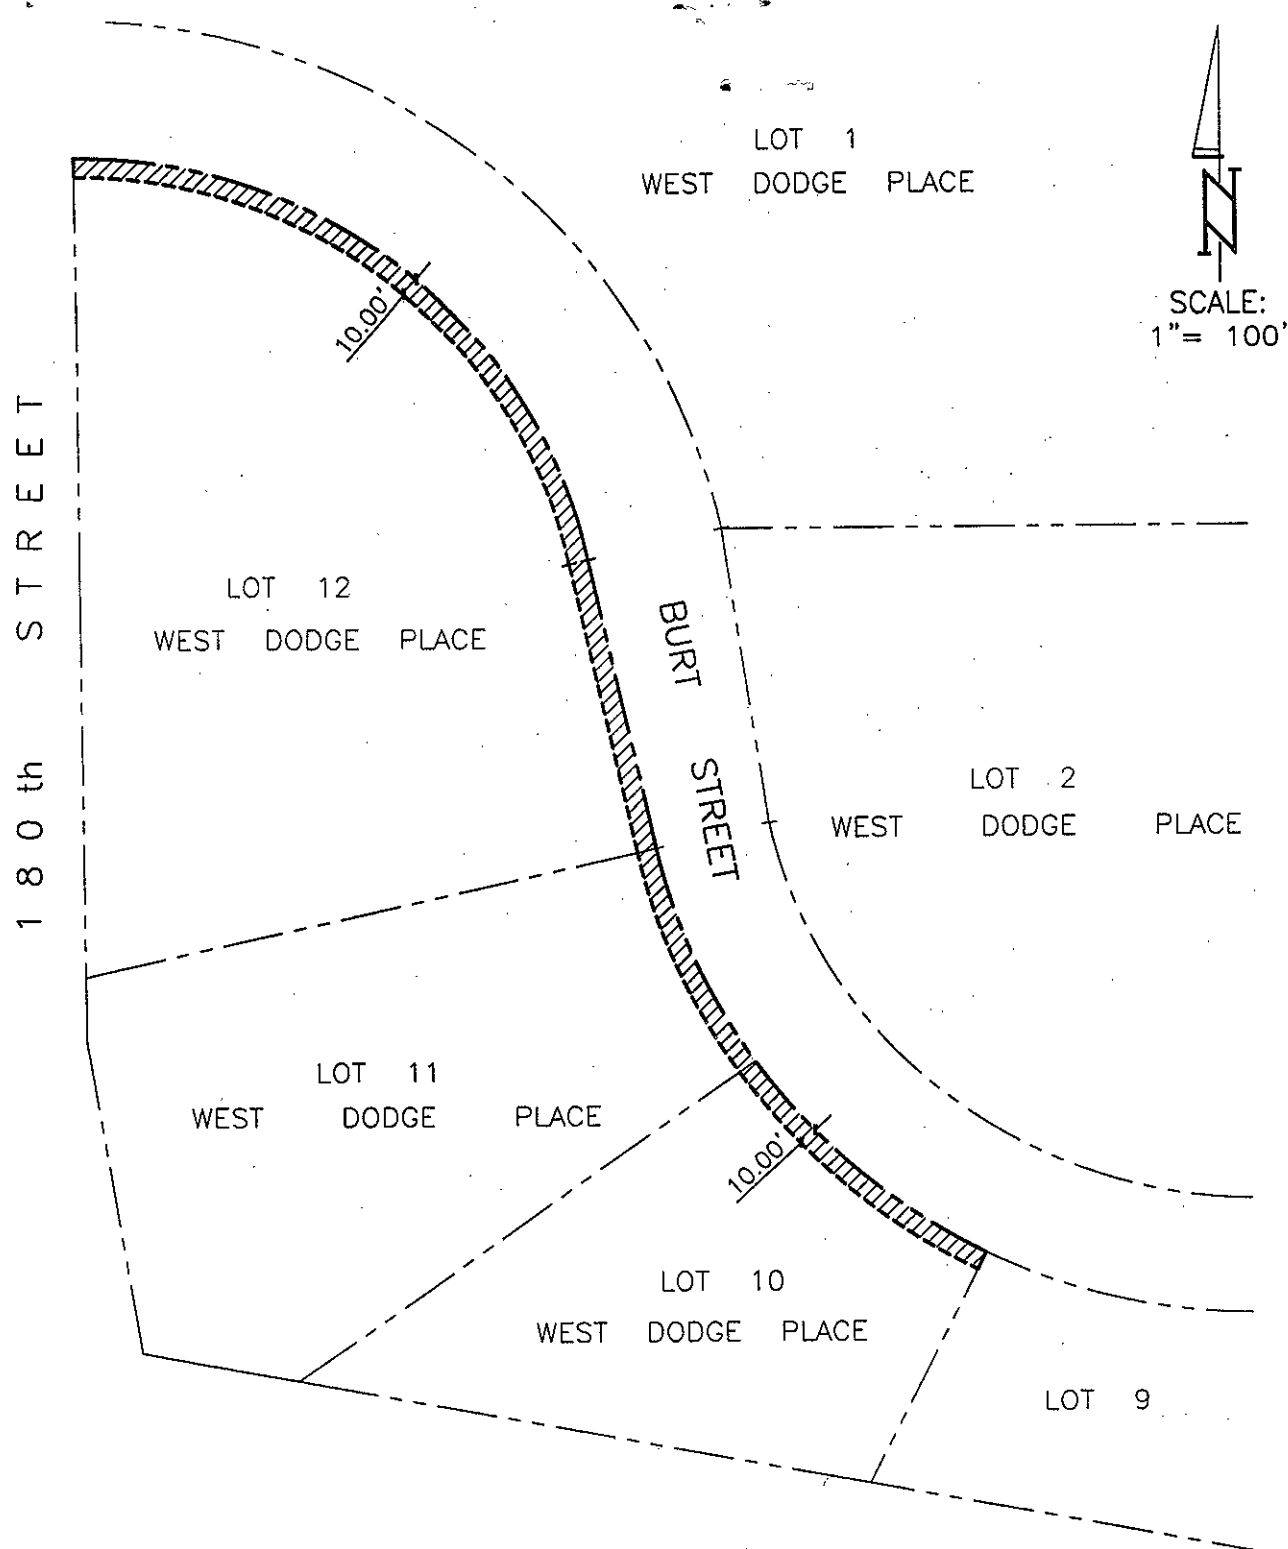 LOT 1
WEST DODGE PLACE
N
SCALE:
1"= 100'
10.00'
180th STREET
LOT 12
WEST DODGE PLACE
BURT STREET
LOT 2
WEST DODGE PLACE
LOT 11
WEST DODGE PLACE
10.00'
LOT 10
WEST DODGE PLACE
LOT 9